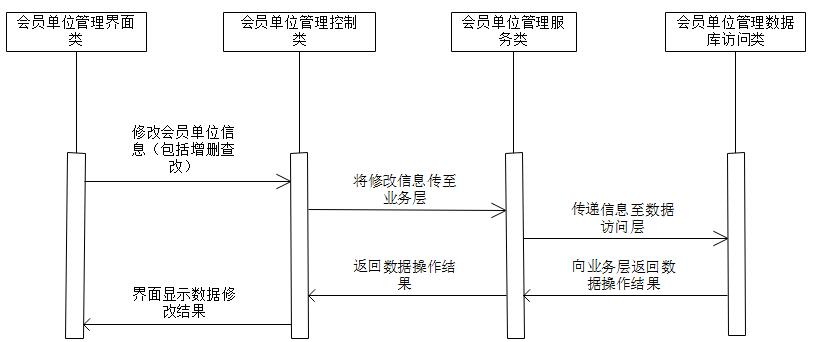 会员单位管理界面
类
会员单位管理控制
类
会员单位管理服
务类
会员单位管理数据
库访问类
修改会员单位信
息（包括增删查
改）
将修改信息传至
业务层
传递信息至数据
访问层
向业务层返回数
据操作结果
返回数据操作结
果
界面显示数据修
改结果